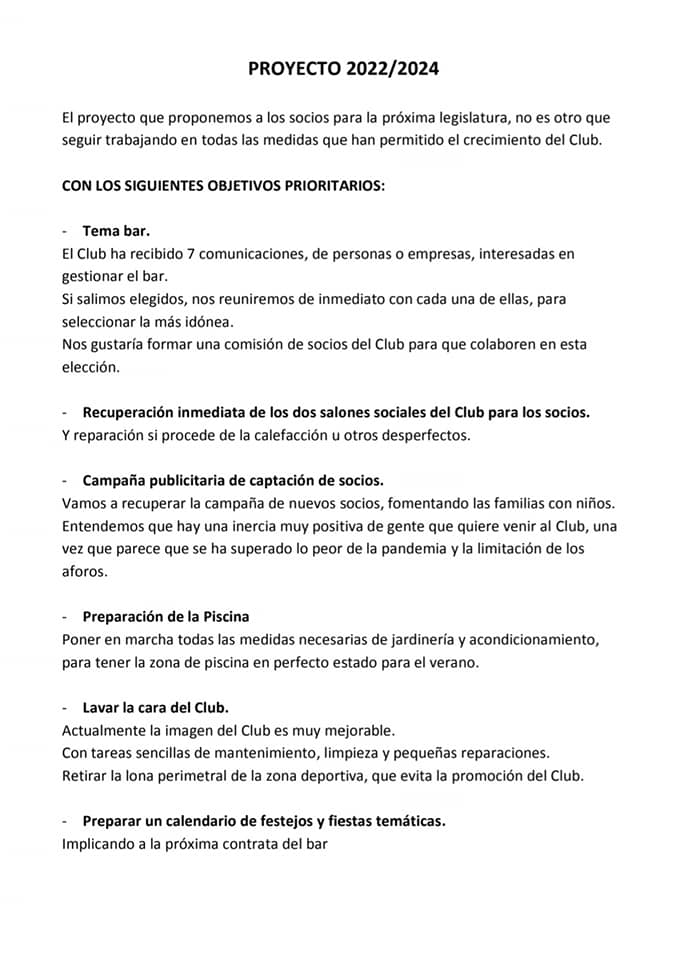 PROYECTO 2022/2024
El proyecto que proponemos a los socios para la próxima legislatura, no es otro que
seguir trabajando en todas las medidas que han permitido el crecimiento del Club.
CON LOS SIGUIENTES OBJETIVOS PRIORITARIOS:
- Tema bar.
El Club ha recibido 7 comunicaciones, de personas o empresas, interesadas en
gestionar el bar.
Si salimos elegidos, nos reuniremos de inmediato con cada una de ellas, para
seleccionar la más idónea.
Nos gustaría formar una comisión de socios del Club para que colaboren en esta
elección.
- Recuperación inmediata de los dos salones sociales del Club para los socios.
Y reparación si procede de la calefacción u otros desperfectos.
- Campaña publicitaria de captación de socios.
Vamos a recuperar la campaña de nuevos socios, fomentando las familias con niños.
Entendemos que hay una inercia muy positiva de gente que quiere venir al Club, una
vez que parece que se ha superado lo peor de la pandemia y la limitación de los
aforos.
- Preparación de la Piscina
Poner en marcha todas las medidas necesarias de jardinería y acondicionamiento,
para tener la zona de piscina en perfecto estado para el verano.
- Lavar la cara del Club.
Actualmente la imagen del Club es muy mejorable.
Con tareas sencillas de mantenimiento, limpieza y pequeñas reparaciones.
Retirar la lona perimetral de la zona deportiva, que evita la promoción del Club.
- Preparar un calendario de festejos y fiestas temáticas.
Implicando a la próxima contrata del bar